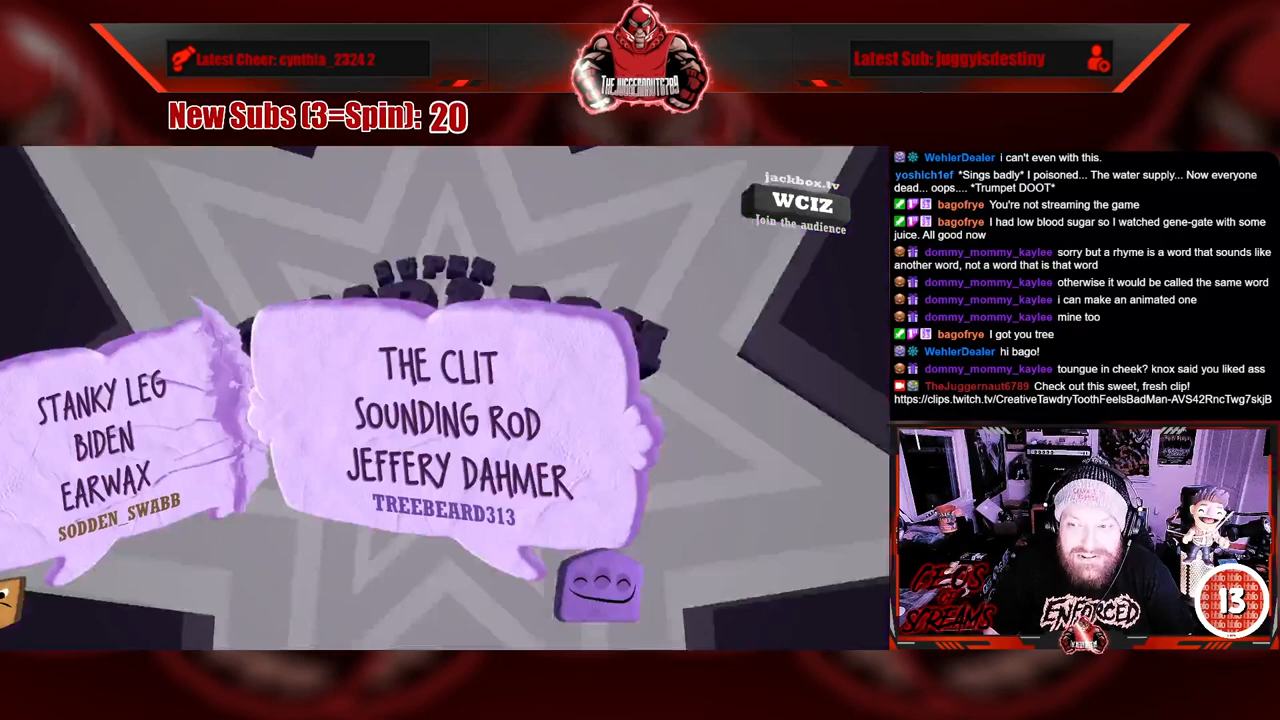 Latest Cheer: cynthia_2324 2
THEJUGGERNAUT6789
Latest Sub: juggyisdestiny
New Subs (3=Spin): 20
jackbox.tv
WCIZ
Join the audience
SUPER
STANKY LEG
BIDEN
EARWAX
SODDEN_SWABB
THE CLIT
SOUNDING ROD
JEFFERY DAHMER
TREEBEARD313
WehlerDealer i can't even with this.
yoshich1ef *Sings badly* I poisoned... The water supply... Now everyone
dead... oops.... *Trumpet DOOT*
bagofrye You're not streaming the game
bagofrye I had low blood sugar so I watched gene-gate with some
juice. All good now
dommy_mommy_kaylee sorry but a rhyme is a word that sounds like
another word, not a word that is that word
dommy_mommy_kaylee otherwise it would be called the same word
dommy_mommy_kaylee i can make an animated one
dommy_mommy_kaylee mine too
bagofrye I got you tree
WehlerDealer hi bago!
dommy_mommy_kaylee toungue in cheek? knox said you liked ass
TheJuggernaut6789 Check out this sweet, fresh clip!
https://clips.twitch.tv/CreativeTawdryToothFeelsBadMan-AVS42RncTwg7skjB
OF
SCREAMS
ENFORCED
13